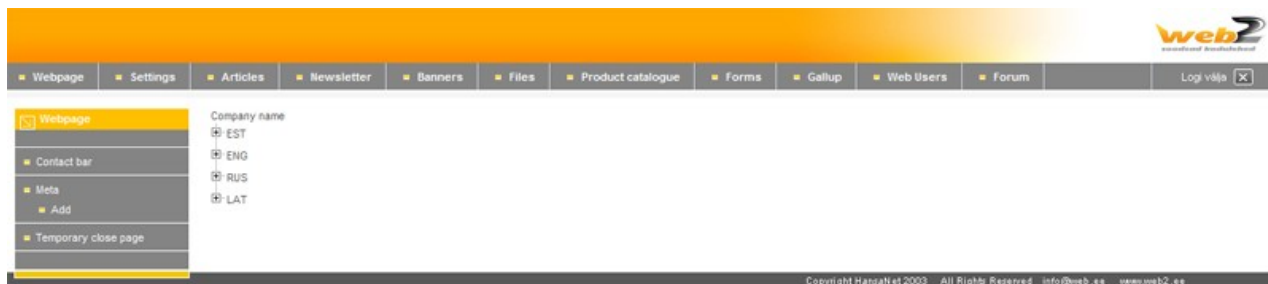 web2
soodsad kodulehed
Webpage Settings Articles Newsletter Banners Files Product catalogue Forms Gallup Web Users Forum Logi välja
Webpage
Contact bar
Meta
Add
Temporary close page
Company name
EST
ENG
RUS
LAT
Copyright HansaNet 2003 All Rights Reserved info@web.ee www.web2.ee